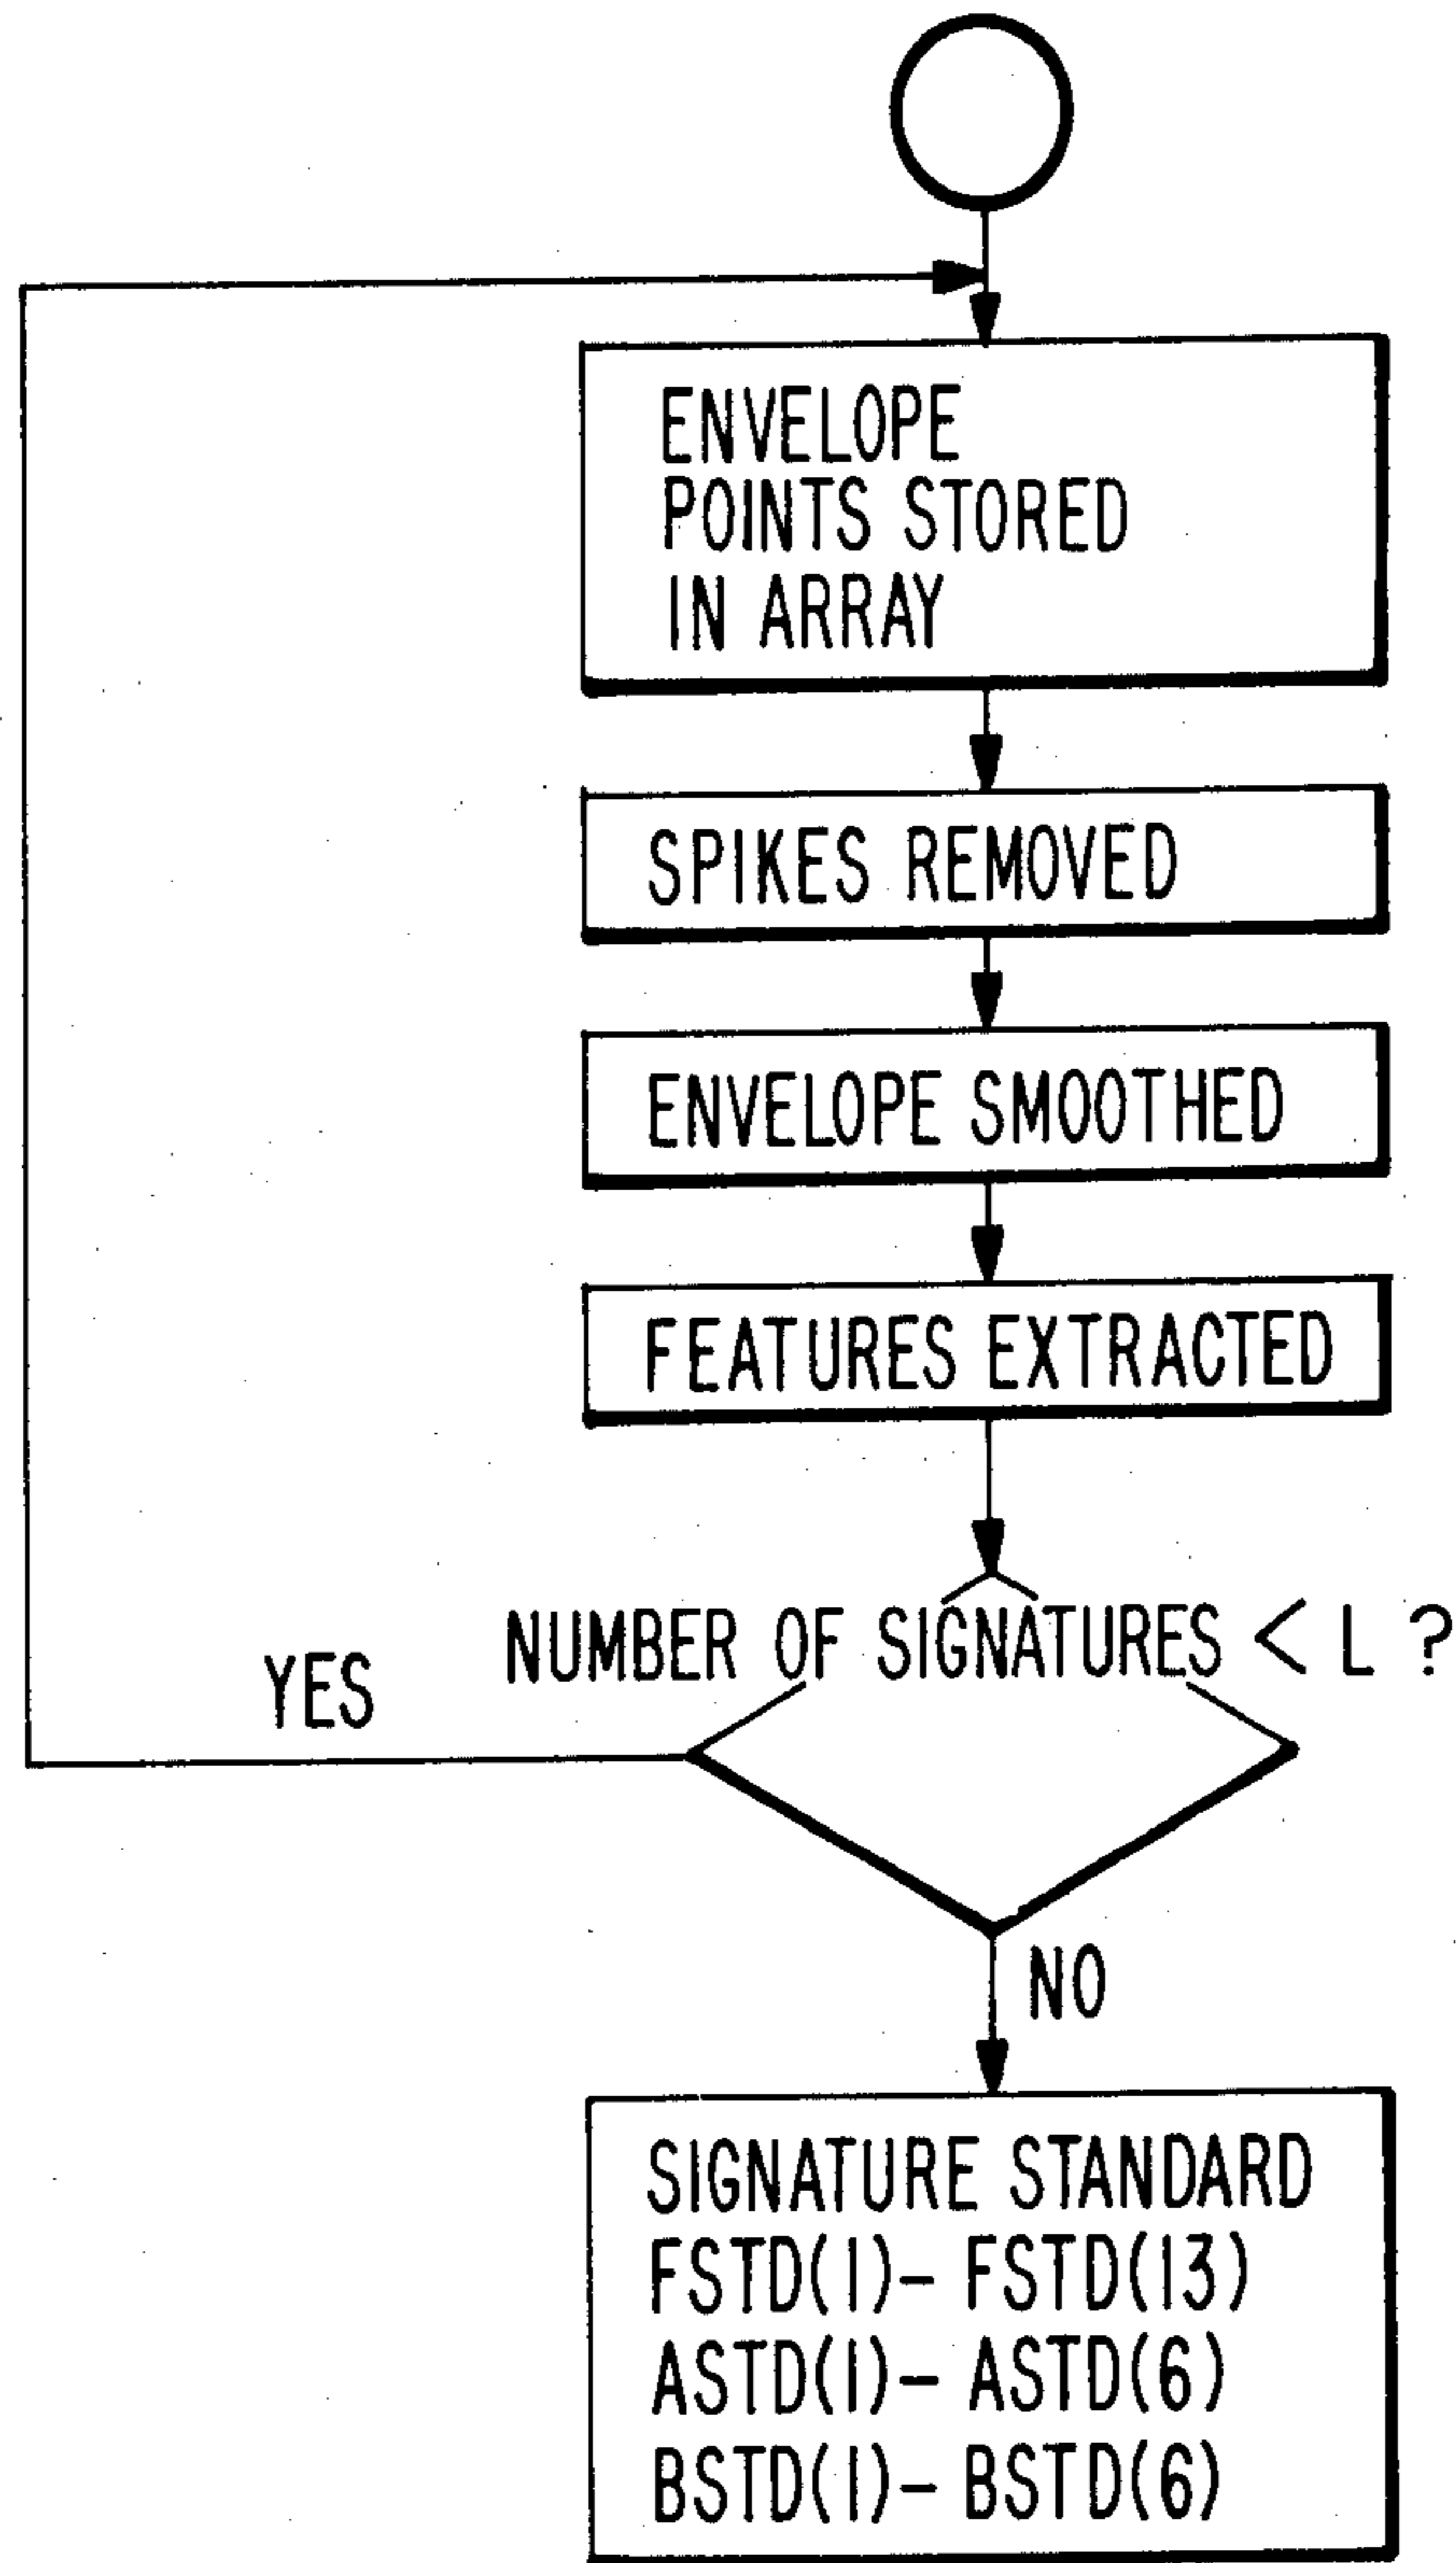 ENVELOPE
POINTS STORED
IN ARRAY
SPIKES REMOVED
ENVELOPE SMOOTHED
FEATURES EXTRACTED
NUMBER OF SIGNATURES < L ?
YES
NO
SIGNATURE STANDARD
FSTD(1)- FSTD(13)
ASTD(1)- ASTD(6)
BSTD(1)- BSTD(6)